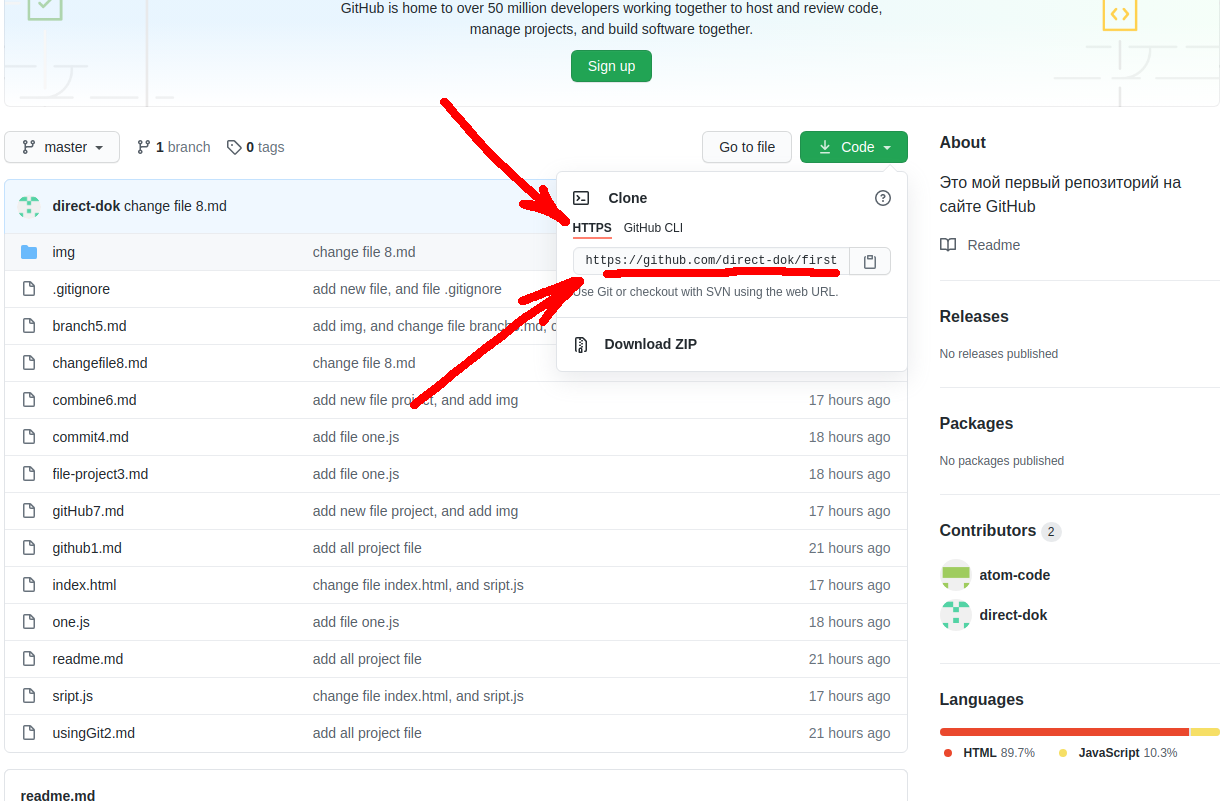 GitHub is home to over 50 million developers working together to host and review code,
manage projects, and build software together.
Sign up
master
1 branch
0 tags
Go to file
Code
direct-dok change file 8.md
Clone
HTTPS GitHub CLI
https://github.com/direct-dok/first
Use Git or checkout with SVN using the web URL.
Download ZIP
img change file 8.md
.gitignore add new file, and file .gitignore
branch5.md add img, and change file branch5.md, c
changefile8.md change file 8.md
combine6.md add new file project, and add img 17 hours ago
commit4.md add file one.js 18 hours ago
file-project3.md add file one.js 18 hours ago
gitHub7.md add new file project, and add img 17 hours ago
github1.md add all project file 21 hours ago
index.html change file index.html, and sript.js 17 hours ago
one.js add file one.js 18 hours ago
readme.md add all project file 21 hours ago
sript.js change file index.html, and sript.js 17 hours ago
usingGit2.md add all project file 21 hours ago
readme.md
About
Это мой первый репозиторий на
сайте GitHub
Readme
Releases
No releases published
Packages
No packages published
Contributors 2
atom-code
direct-dok
Languages
HTML 89.7% JavaScript 10.3%